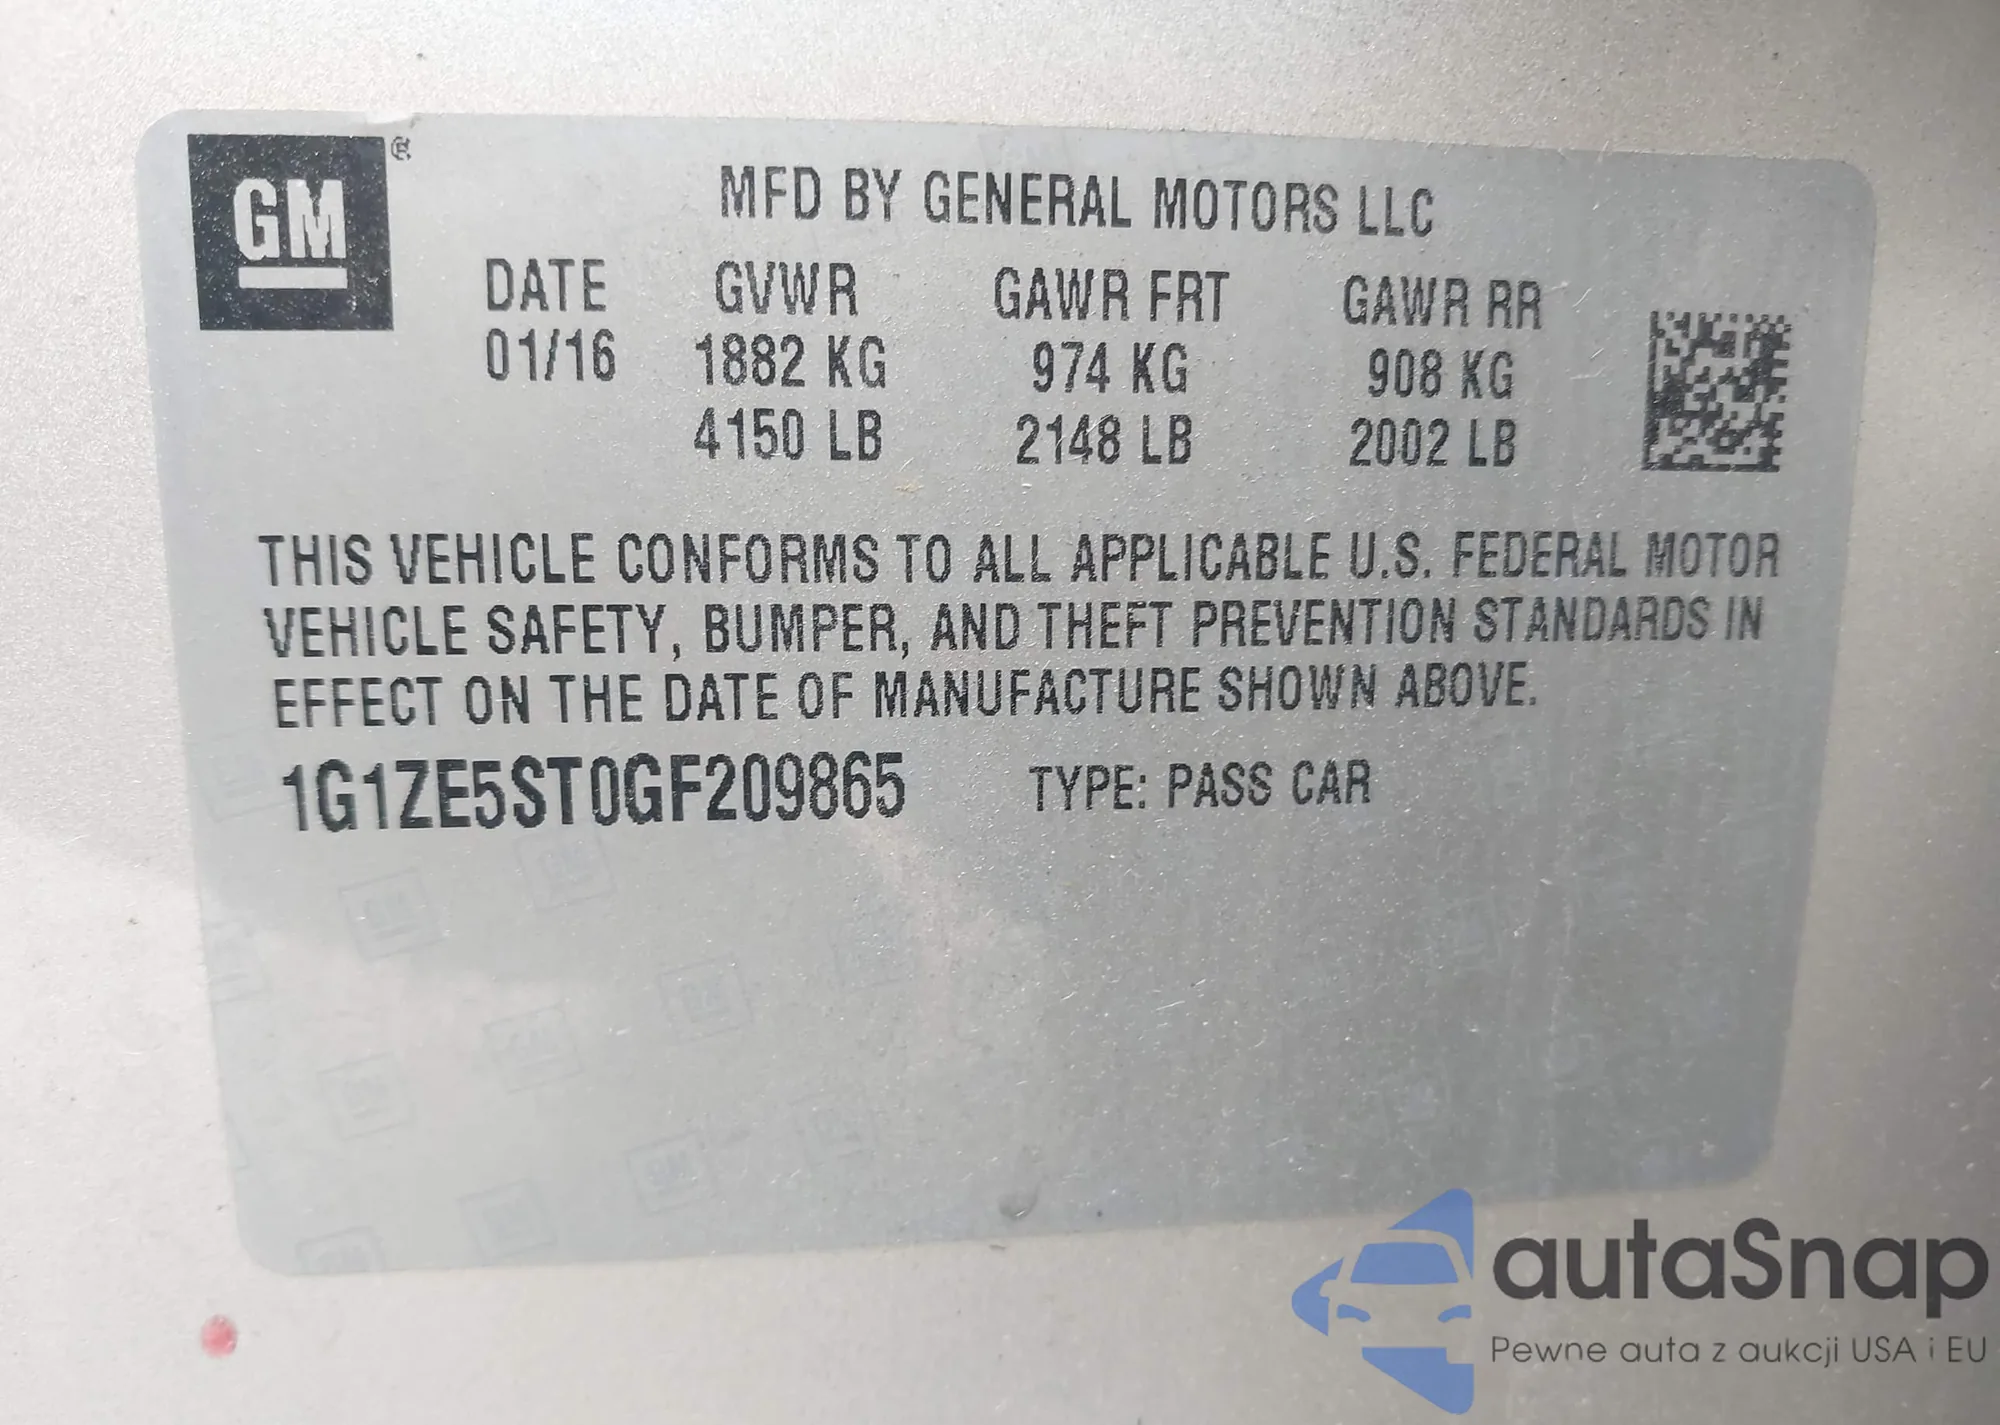 GM ®
MFD BY GENERAL MOTORS LLC
DATE GVWR GAWR FRT GAWR RR
01/16 1882 KG 974 KG 908 KG
4150 LB 2148 LB 2002 LB
THIS VEHICLE CONFORMS TO ALL APPLICABLE U.S. FEDERAL MOTOR
VEHICLE SAFETY, BUMPER, AND THEFT PREVENTION STANDARDS IN
EFFECT ON THE DATE OF MANUFACTURE SHOWN ABOVE.
1G1ZE5ST0GF209865 TYPE: PASS CAR
autaSnap
Pewne auta z aukcji USA i EU